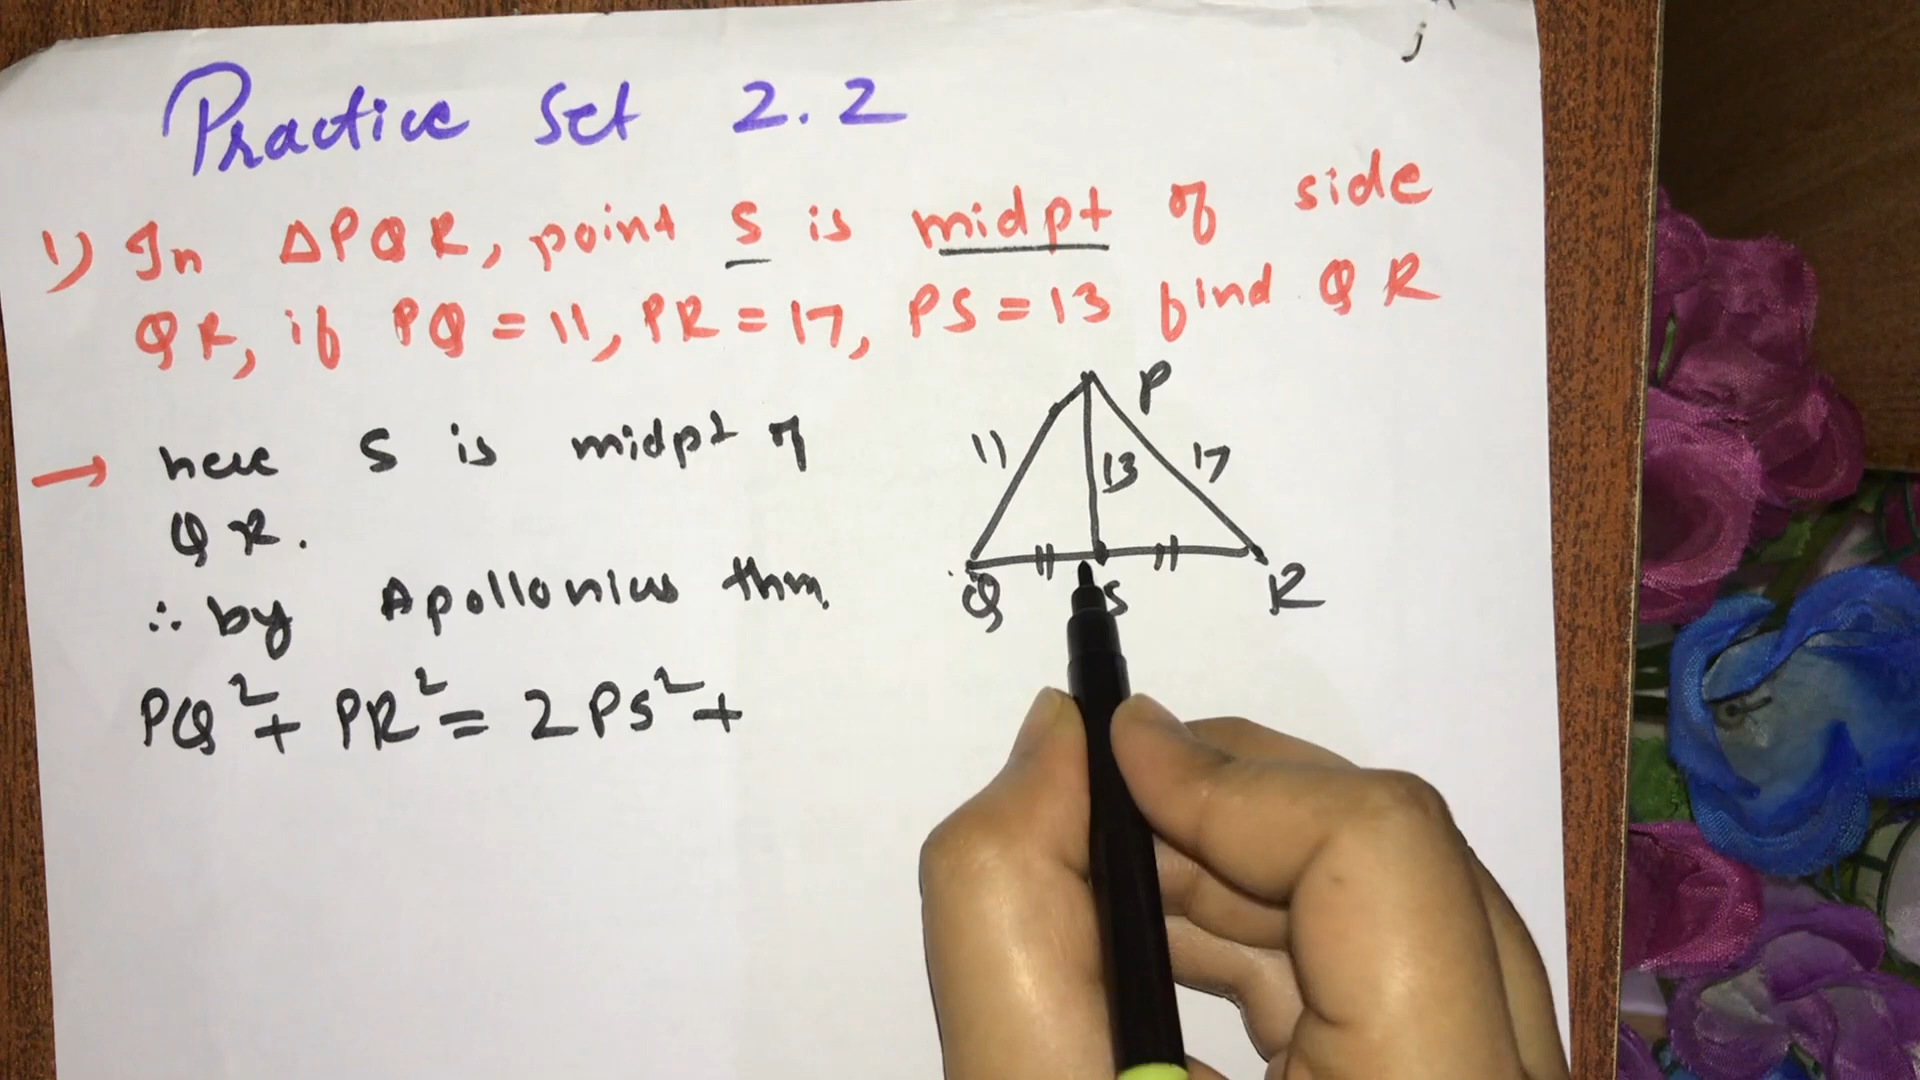 Practice Set 2.2
1) In ΔPQR, point S is midpt of side
QR, if PQ = 11, PR = 17, PS = 13 find QR
→ here S is midpt of
QR.
∴ by Apollonius thm.
PQ² + PR² = 2PS² +
P
11 13 17
Q S R